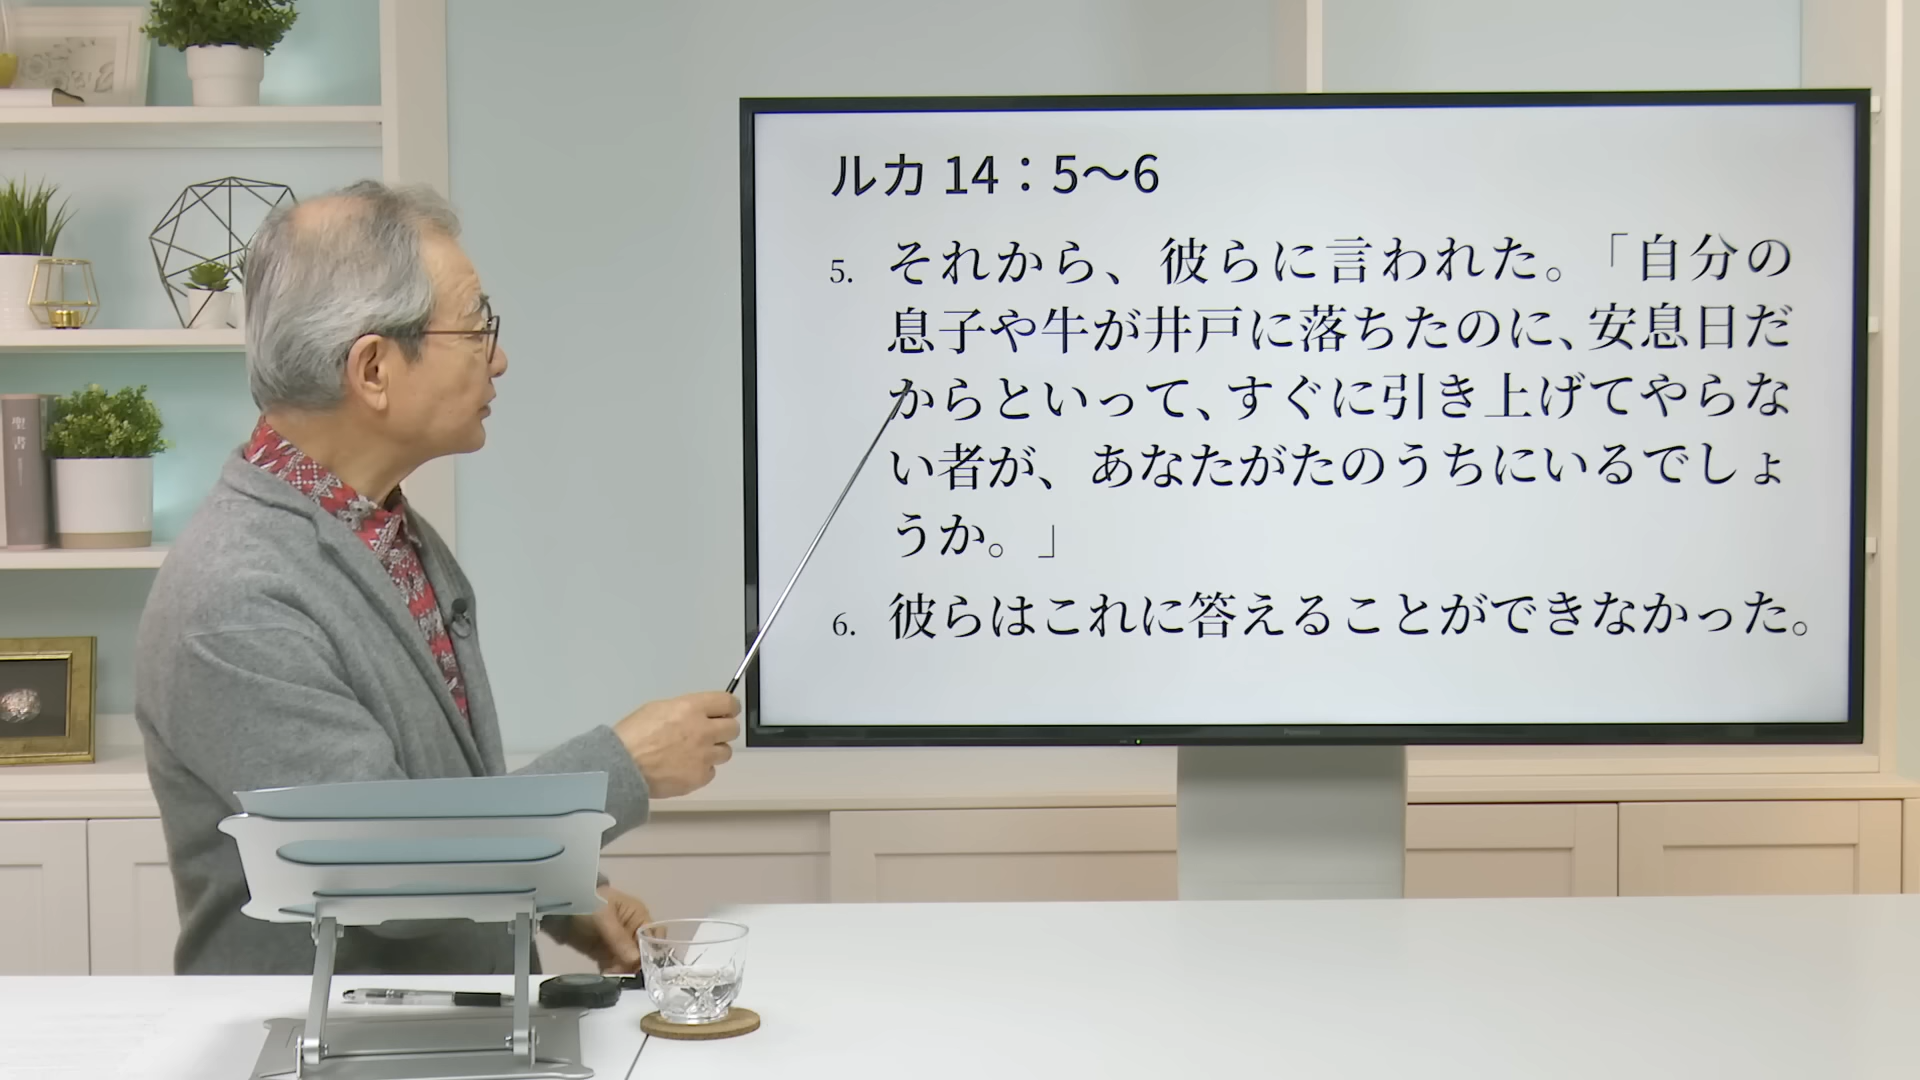 ルカ 14：5〜6
5. それから、彼らに言われた。「自分の
息子や牛が井戸に落ちたのに、安息日だ
からといって、すぐに引き上げてやらな
い者が、あなたがたのうちにいるでしょ
うか。」
6. 彼らはこれに答えることができなかった。
聖書
Panasonic